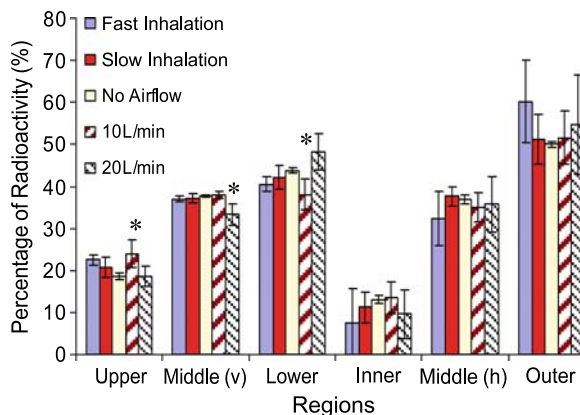 Percentage of Radioactivity (%)
80
70
60
50
40
30
20
10
0
Fast Inhalation
Slow Inhalation
No Airflow
10L/min
20L/min
*
*
*
Upper
Middle (v)
Lower
Inner
Middle (h)
Outer
Regions